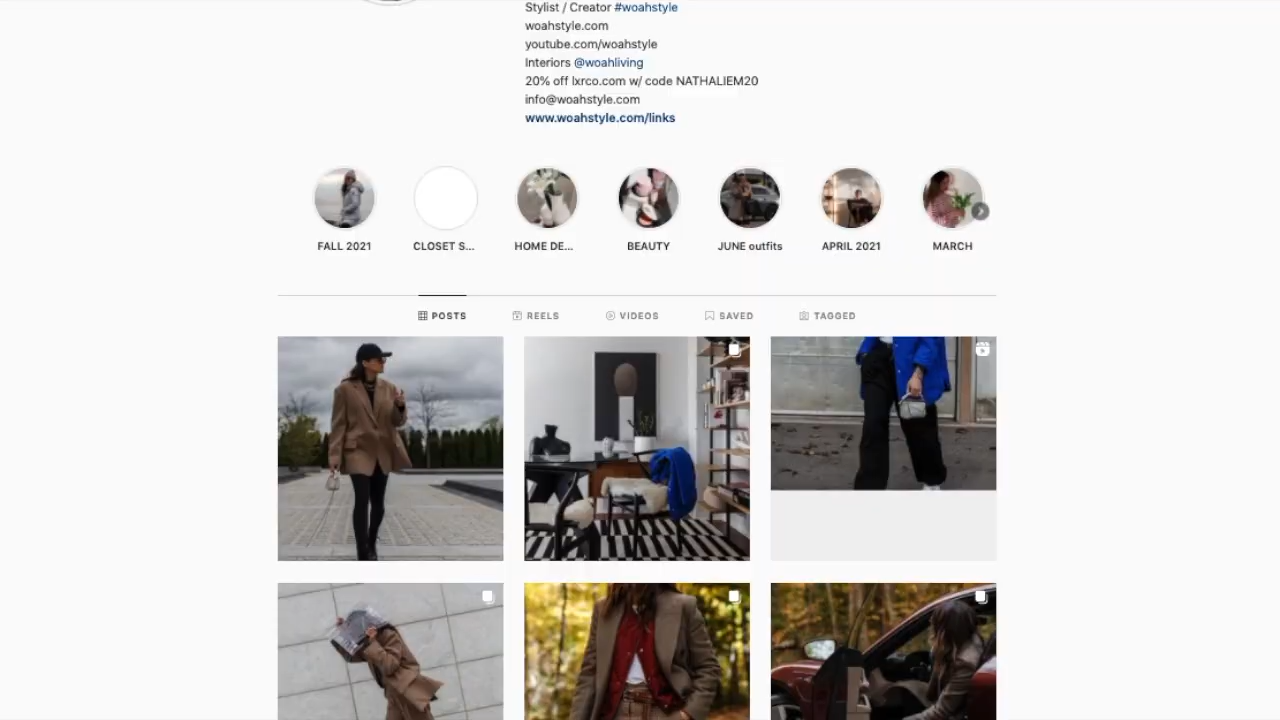 Stylist / Creator #woahstyle
woahstyle.com
youtube.com/woahstyle
Interiors @woahliving
20% off lxrco.com w/ code NATHALIEM20
info@woahstyle.com
www.woahstyle.com/links
FALL 2021 CLOSET S... HOME DE... BEAUTY JUNE outfits APRIL 2021 MARCH
POSTS REELS VIDEOS SAVED TAGGED